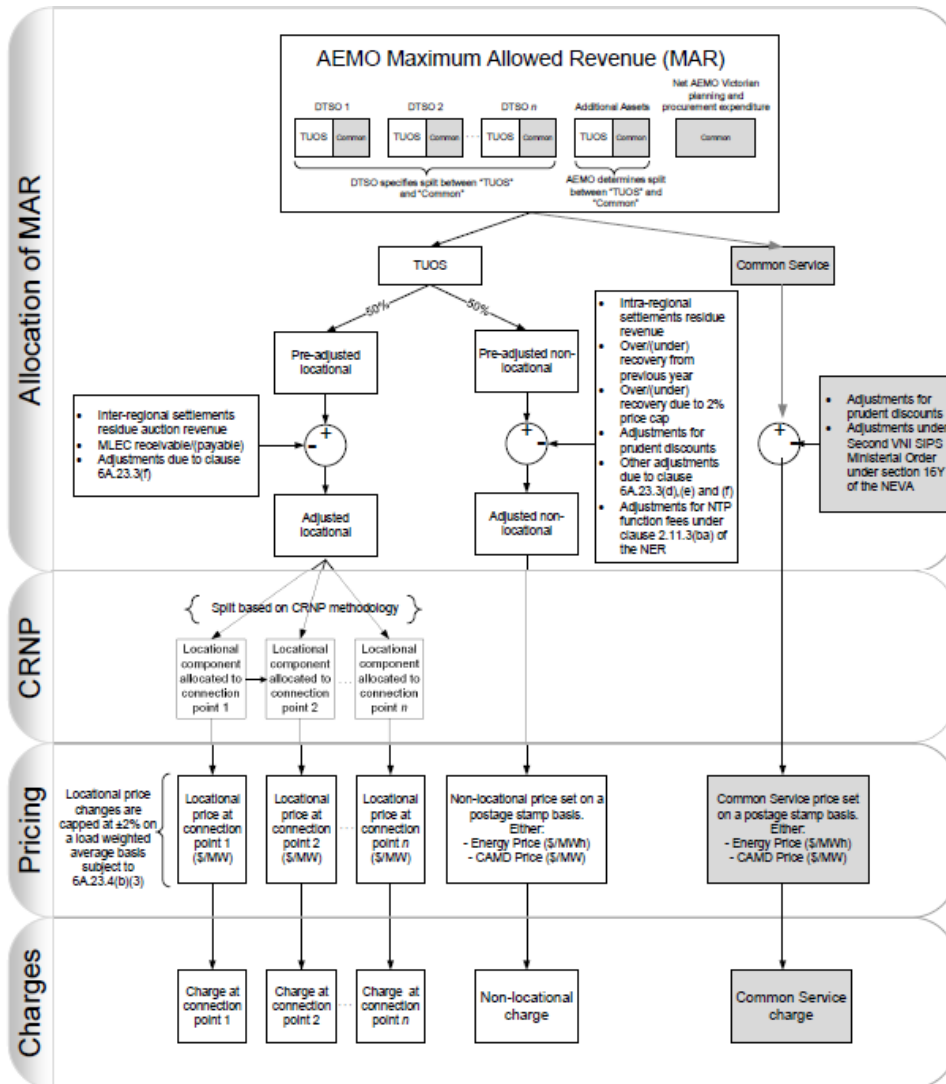 Allocation of MAR
AEMO Maximum Allowed Revenue (MAR)
Net AEMO Victorian
planning and
procurement expenditure
DTSO 1
DTSO 2
DTSO n
Additional Assets
TUOS
Common
TUOS
Common
TUOS
Common
TUOS
Common
Common
DTSO specifies split between "TUOS"
and "Common"
AEMO determines split
between "TUOS" and
"Common"
TUOS
Common Service
50%
50%
Pre-adjusted
locational
Pre-adjusted non-
locational
• Intra-regional
settlements residue
revenue
• Over/(under)
recovery from
previous year
• Over/(under)
recovery due to 2%
price cap
• Adjustments for
prudent discounts
• Other adjustments
due to clause
6A.23.3(d),(e) and (f)
• Adjustments for NTP
function fees under
clause 2.11.3(ba) of
the NER
• Inter-regional settlements
residue auction revenue
• MLEC receivable/(payable)
• Adjustments due to clause
6A.23.3(f)
+
-
+
-
+
-
• Adjustments for
prudent discounts
• Adjustments under
Second VNI SIPS
Ministerial Order
under section 16Y
of the NEVA
Adjusted
locational
Adjusted non-
locational
CRNP
Split based on CRNP methodology
Locational
component
allocated to
connection
point 1
Locational
component
allocated to
connection
point 2
Locational
component
allocated to
connection
point n
Pricing
Locational price
changes are
capped at ±2% on
a load weighted
average basis
subject to
6A.23.4(b)(3)
Locational
price at
connection
point 1
($/MW)
Locational
price at
connection
point 2
($/MW)
Locational
price at
connection
point n
($/MW)
Non-locational price set on a
postage stamp basis.
Either:
- Energy Price ($/MWh)
- CAMD Price ($/MW)
Common Service price set
on a postage stamp basis.
Either:
- Energy Price ($/MWh)
- CAMD Price ($/MW)
Charges
Charge at
connection
point 1
Charge at
connection
point 2
Charge at
connection
point n
Non-locational
charge
Common Service
charge